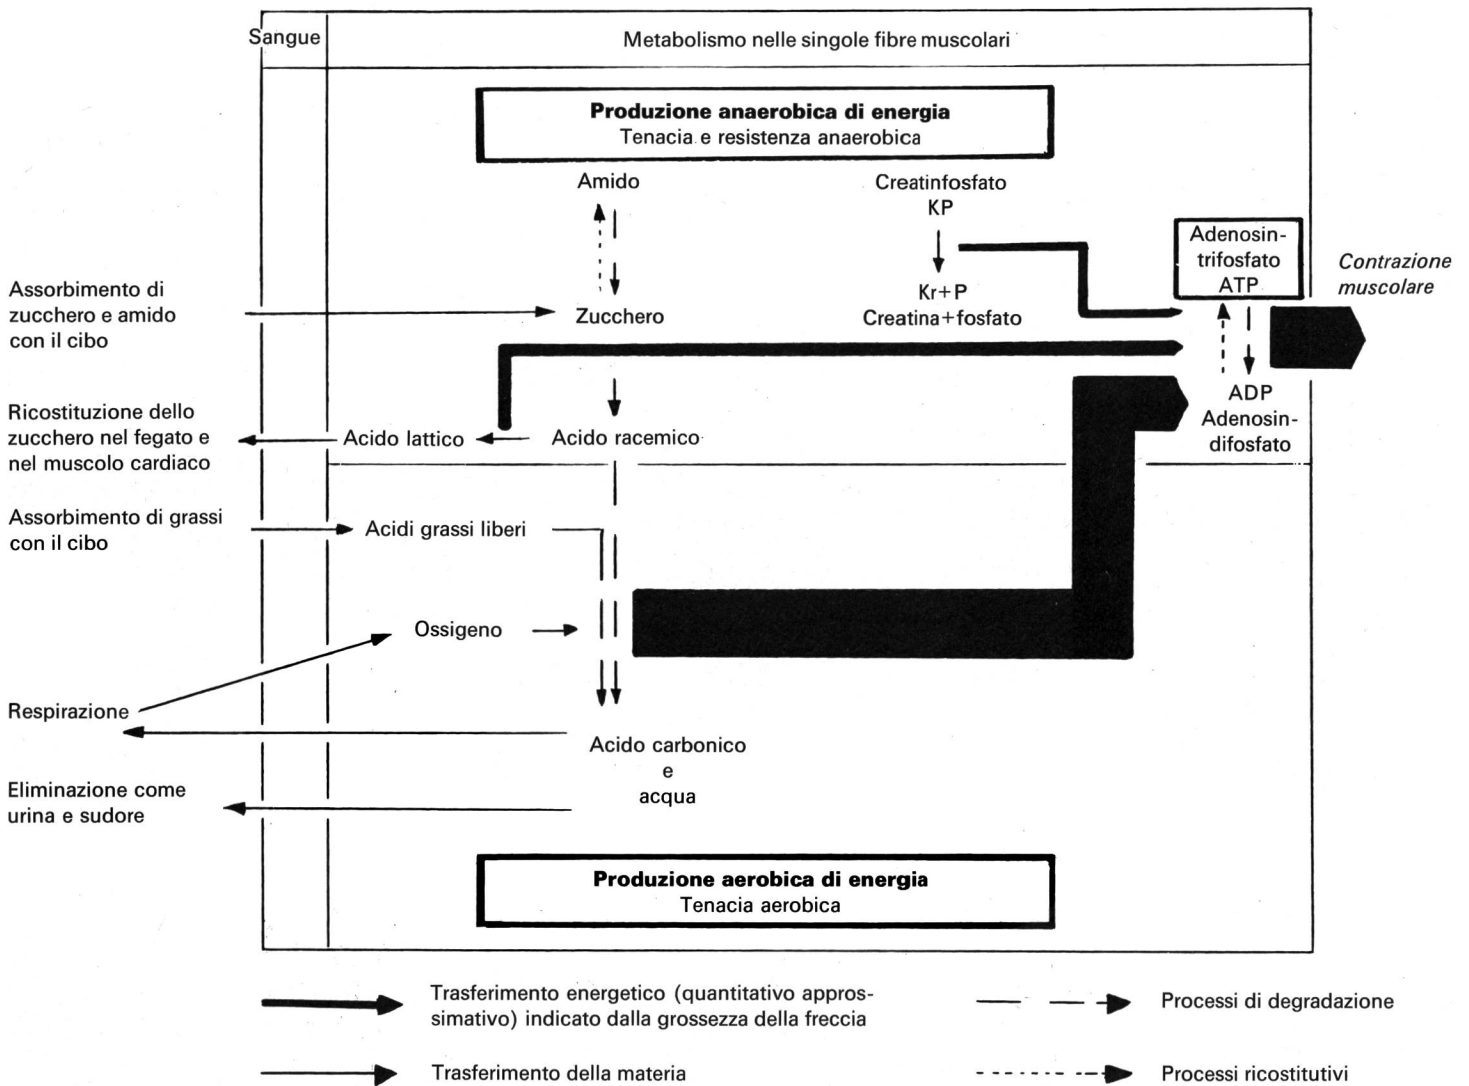 Sangue
Metabolismo nelle singole fibre muscolari
Produzione anaerobica di energia
Tenacia e resistenza anaerobica
Amido
Creatinfosfato
KP
Adenosin-
trifosfato
ATP
Contrazione
muscolare
Assorbimento di
zucchero e amido
con il cibo
Zucchero
Kr+P
Creatina+fosfato
ADP
Adenosin-
difosfato
Ricostituzione dello
zucchero nel fegato e
nel muscolo cardiaco
Acido lattico
Acido racemico
Assorbimento di grassi
con il cibo
Acidi grassi liberi
Ossigeno
Respirazione
Acido carbonico
e
acqua
Eliminazione come
urina e sudore
Produzione aerobica di energia
Tenacia aerobica
Trasferimento energetico (quantitativo appros-
simativo) indicato dalla grossezza della freccia
Processi di degradazione
Trasferimento della materia
Processi ricostitutivi